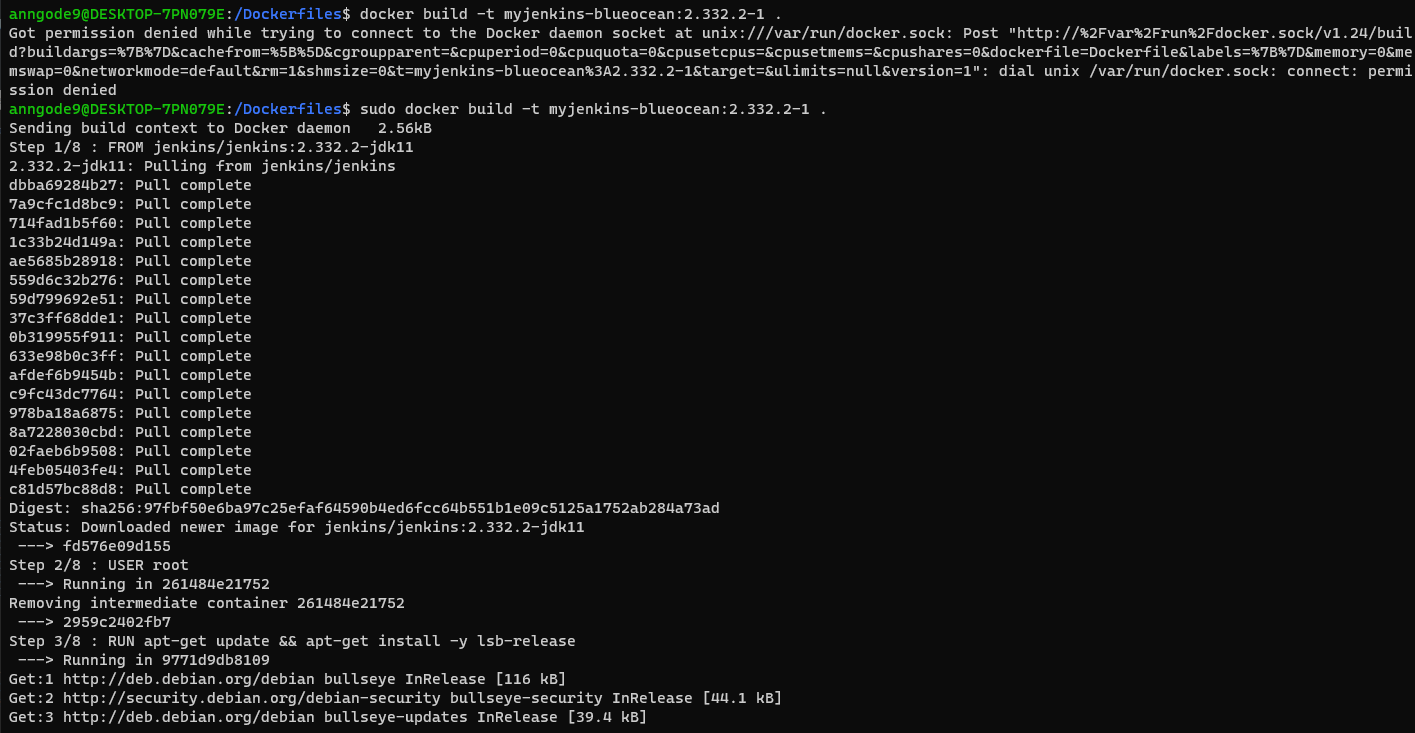 anngode9@DESKTOP-7PN079E:/Dockerfiles$ docker build -t myjenkins-blueocean:2.332.2-1 .
Got permission denied while trying to connect to the Docker daemon socket at unix:///var/run/docker.sock: Post "http://%2Fvar%2Frun%2Fdocker.sock/v1.24/buil
d?buildargs=%7B%7D&cachefrom=%5B%5D&cgroupparent=&cpuperiod=0&cpuquota=0&cpusetcpus=&cpusetmems=&cpushares=0&dockerfile=Dockerfile&labels=%7B%7D&memory=0&me
mswap=0&networkmode=default&rm=1&shmsize=0&t=myjenkins-blueocean%3A2.332.2-1&target=&ulimits=null&version=1": dial unix /var/run/docker.sock: connect: permi
ssion denied
anngode9@DESKTOP-7PN079E:/Dockerfiles$ sudo docker build -t myjenkins-blueocean:2.332.2-1 .
Sending build context to Docker daemon   2.56kB
Step 1/8 : FROM jenkins/jenkins:2.332.2-jdk11
2.332.2-jdk11: Pulling from jenkins/jenkins
dbba69284b27: Pull complete
7a9cfc1d8bc9: Pull complete
714fad1b5f60: Pull complete
1c33b24d149a: Pull complete
ae5685b28918: Pull complete
559d6c32b276: Pull complete
59d799692e51: Pull complete
37c3ff68dde1: Pull complete
0b319955f911: Pull complete
633e98b0c3ff: Pull complete
afdef6b9454b: Pull complete
c9fc43dc7764: Pull complete
978ba18a6875: Pull complete
8a7228030cbd: Pull complete
02faeb6b9508: Pull complete
4feb05403fe4: Pull complete
c81d57bc88d8: Pull complete
Digest: sha256:97fbf50e6ba97c25efaf64590b4ed6fcc64b551b1e09c5125a1752ab284a73ad
Status: Downloaded newer image for jenkins/jenkins:2.332.2-jdk11
 ---> fd576e09d155
Step 2/8 : USER root
 ---> Running in 261484e21752
Removing intermediate container 261484e21752
 ---> 2959c2402fb7
Step 3/8 : RUN apt-get update && apt-get install -y lsb-release
 ---> Running in 9771d9db8109
Get:1 http://deb.debian.org/debian bullseye InRelease [116 kB]
Get:2 http://security.debian.org/debian-security bullseye-security InRelease [44.1 kB]
Get:3 http://deb.debian.org/debian bullseye-updates InRelease [39.4 kB]